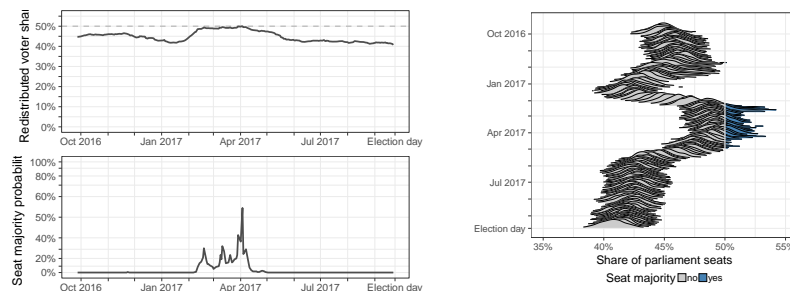 Redistributed voter shar
50%
40%
30%
20%
10%
0%
Oct 2016 Jan 2017 Apr 2017 Jul 2017 Election day
Seat majority probabilit
100%
80%
60%
40%
20%
0%
Oct 2016 Jan 2017 Apr 2017 Jul 2017 Election day
Oct 2016
Jan 2017
Apr 2017
Jul 2017
Election day
35% 40% 45% 50% 55%
Share of parliament seats
Seat majority no yes